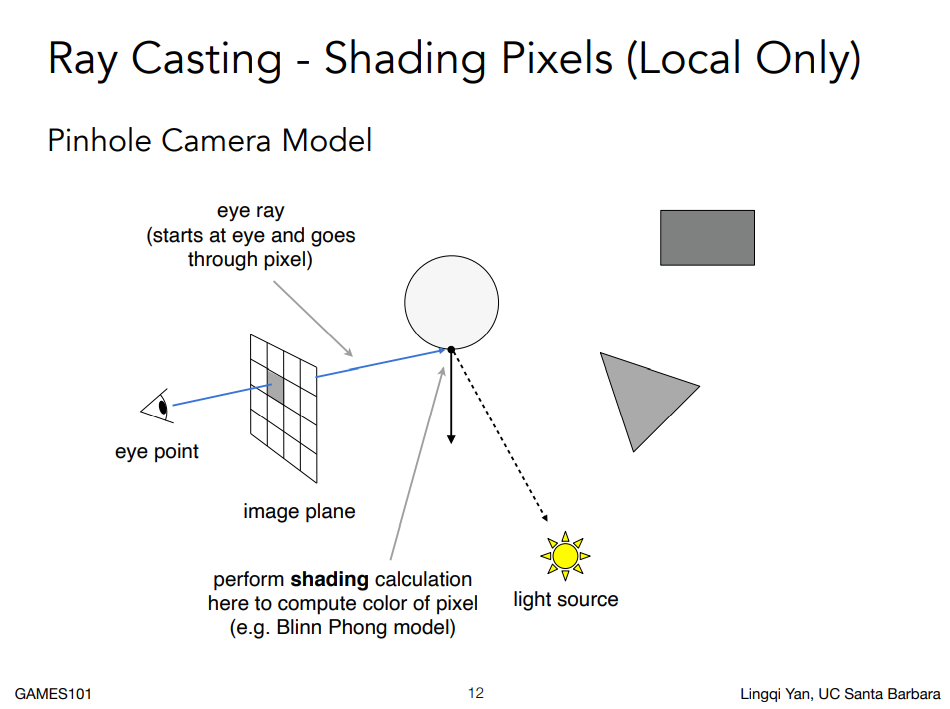 Ray Casting - Shading Pixels (Local Only)
Pinhole Camera Model
eye ray
(starts at eye and goes
through pixel)
eye point
image plane
perform shading calculation
here to compute color of pixel
(e.g. Blinn Phong model)
light source
GAMES101
12
Lingqi Yan, UC Santa Barbara